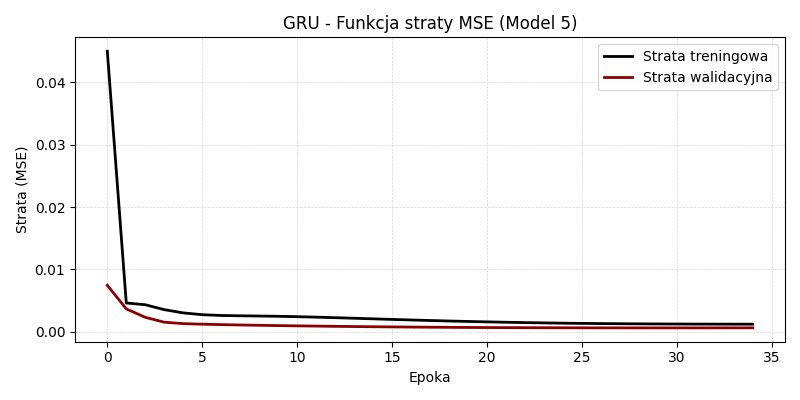 GRU - Funkcja straty MSE (Model 5)
Strata treningowa
Strata walidacyjna
Strata (MSE)
0.04
0.03
0.02
0.01
0.00
0 5 10 15 20 25 30 35
Epoka